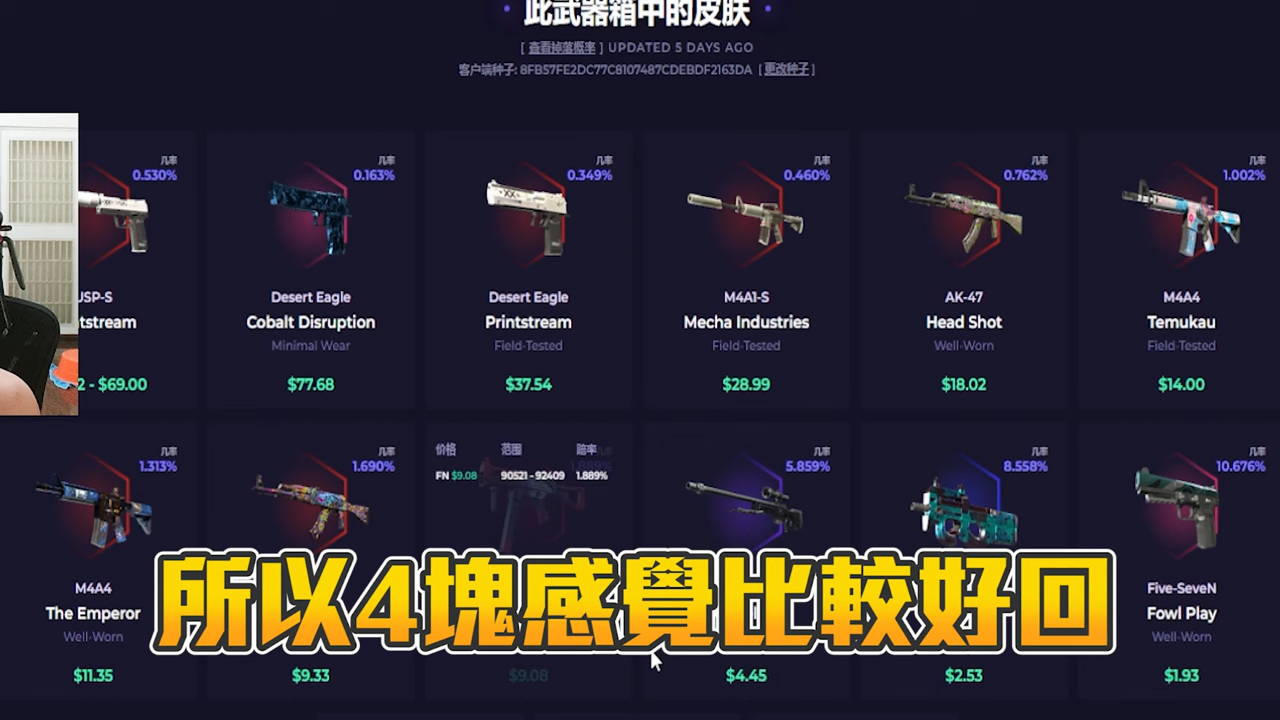 此武器箱中的皮肤
[ 查看掉落概率 ] UPDATED 5 DAYS AGO
客户端种子: 8FB57FE2DC77C8107487CDEBDF2163DA [ 更改种子 ]
几率
0.530%
USP-S
tstream
2 - $69.00
几率
0.163%
Desert Eagle
Cobalt Disruption
Minimal Wear
$77.68
几率
0.349%
Desert Eagle
Printstream
Field-Tested
$37.54
几率
0.460%
M4A1-S
Mecha Industries
Field-Tested
$28.99
几率
0.762%
AK-47
Head Shot
Well-Worn
$18.02
几率
1.002%
M4A4
Temukau
Field-Tested
$14.00
几率
1.313%
M4A4
The Emperor
Well-Worn
$11.35
几率
1.690%
$9.33
价格 范围 赔率
FN $9.08 90521 - 92409 1.889%
$9.08
几率
5.859%
$4.45
几率
8.558%
$2.53
几率
10.676%
Five-SeveN
Fowl Play
Well-Worn
$1.93
所以4塊感覺比較好回